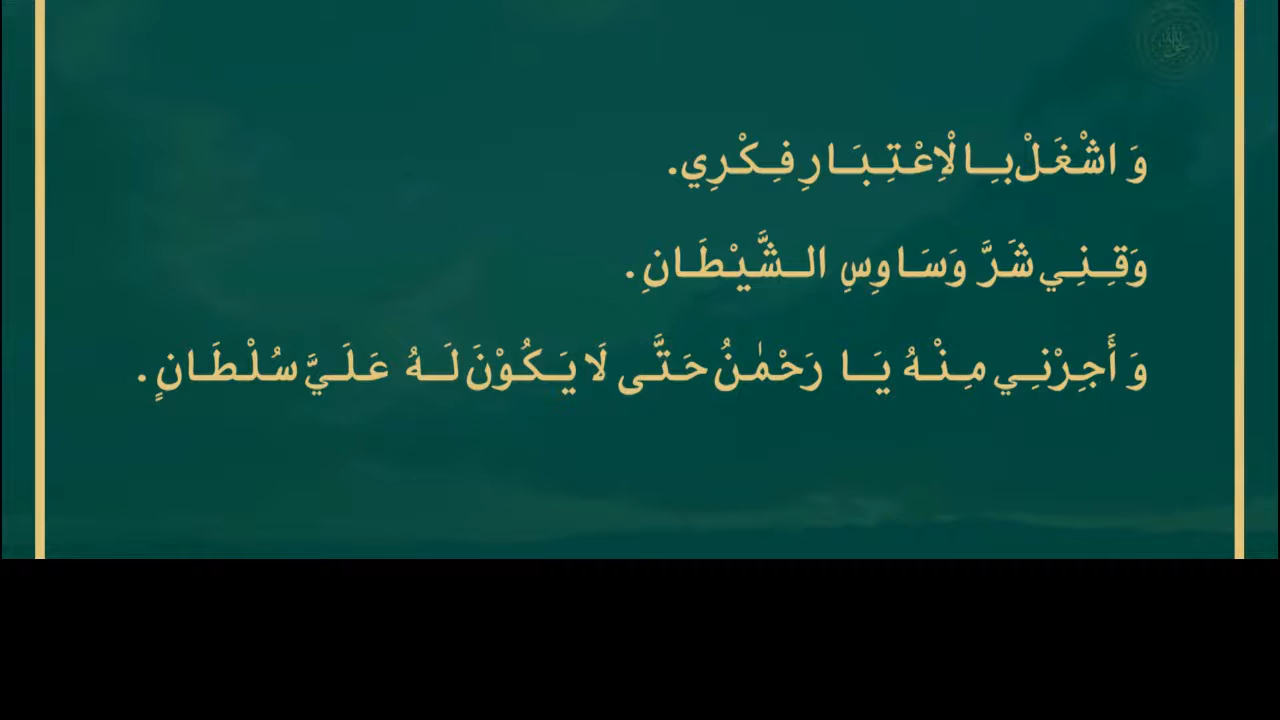 وَ اشْغَلْ بِالْاِعْتِبَارِ فِكْرِي.
وَقِنِي شَرَّ وَسَاوِسِ الشَّيْطَانِ.
وَ أَجِرْنِي مِنْهُ يَا رَحْمٰنُ حَتَّى لَا يَكُوْنَ لَهُ عَلَيَّ سُلْطَانٍ.